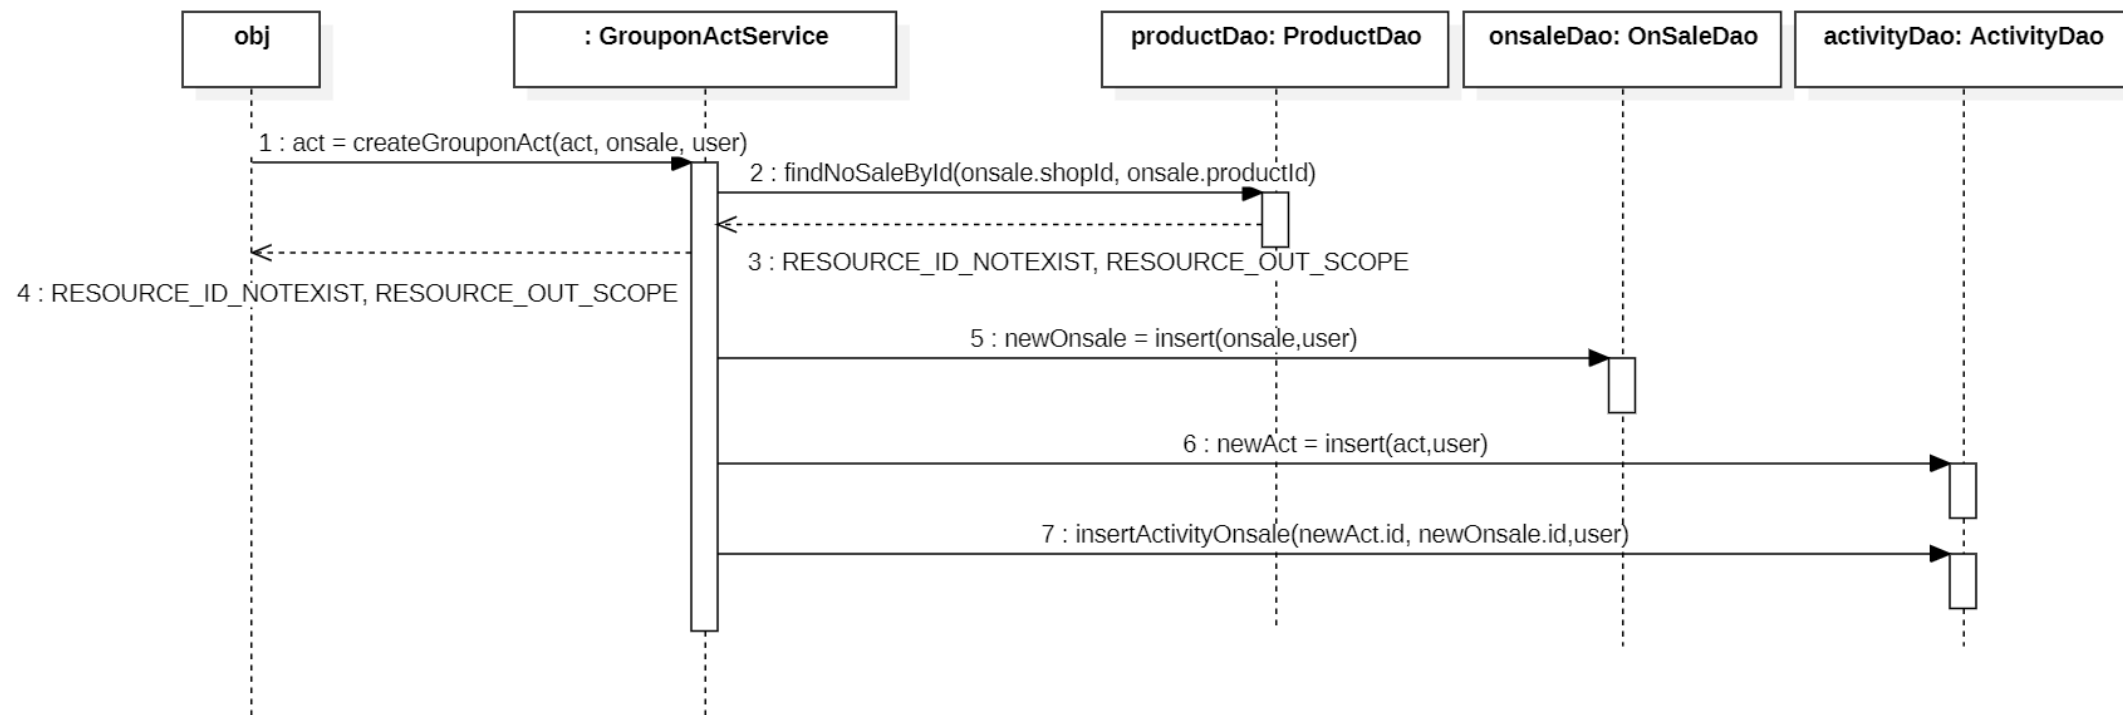 obj
: GrouponActService
productDao: ProductDao
onsaleDao: OnSaleDao
activityDao: ActivityDao
1 : act = createGrouponAct(act, onsale, user)
2 : findNoSaleById(onsale.shopId, onsale.productId)
3 : RESOURCE_ID_NOTEXIST, RESOURCE_OUT_SCOPE
4 : RESOURCE_ID_NOTEXIST, RESOURCE_OUT_SCOPE
5 : newOnsale = insert(onsale,user)
6 : newAct = insert(act,user)
7 : insertActivityOnsale(newAct.id, newOnsale.id,user)